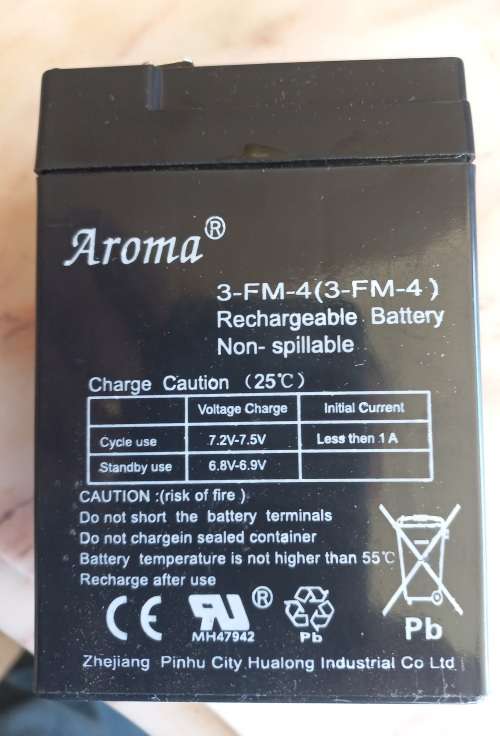 Aroma®
3-FM-4(3-FM-4)
Rechargeable Battery
Non- spillable
Charge Caution (25℃)
Voltage Charge Initial Current
Cycle use 7.2V-7.5V Less then 1 A
Standby use 6.8V-6.9V
CAUTION :(risk of fire )
Do not short the battery terminals
Do not chargein sealed container
Battery temperature is not higher than 55℃
Recharge after use
CE RU® Pb Pb
MH47942
Zhejiang Pinhu City Hualong Industrial Co Ltd